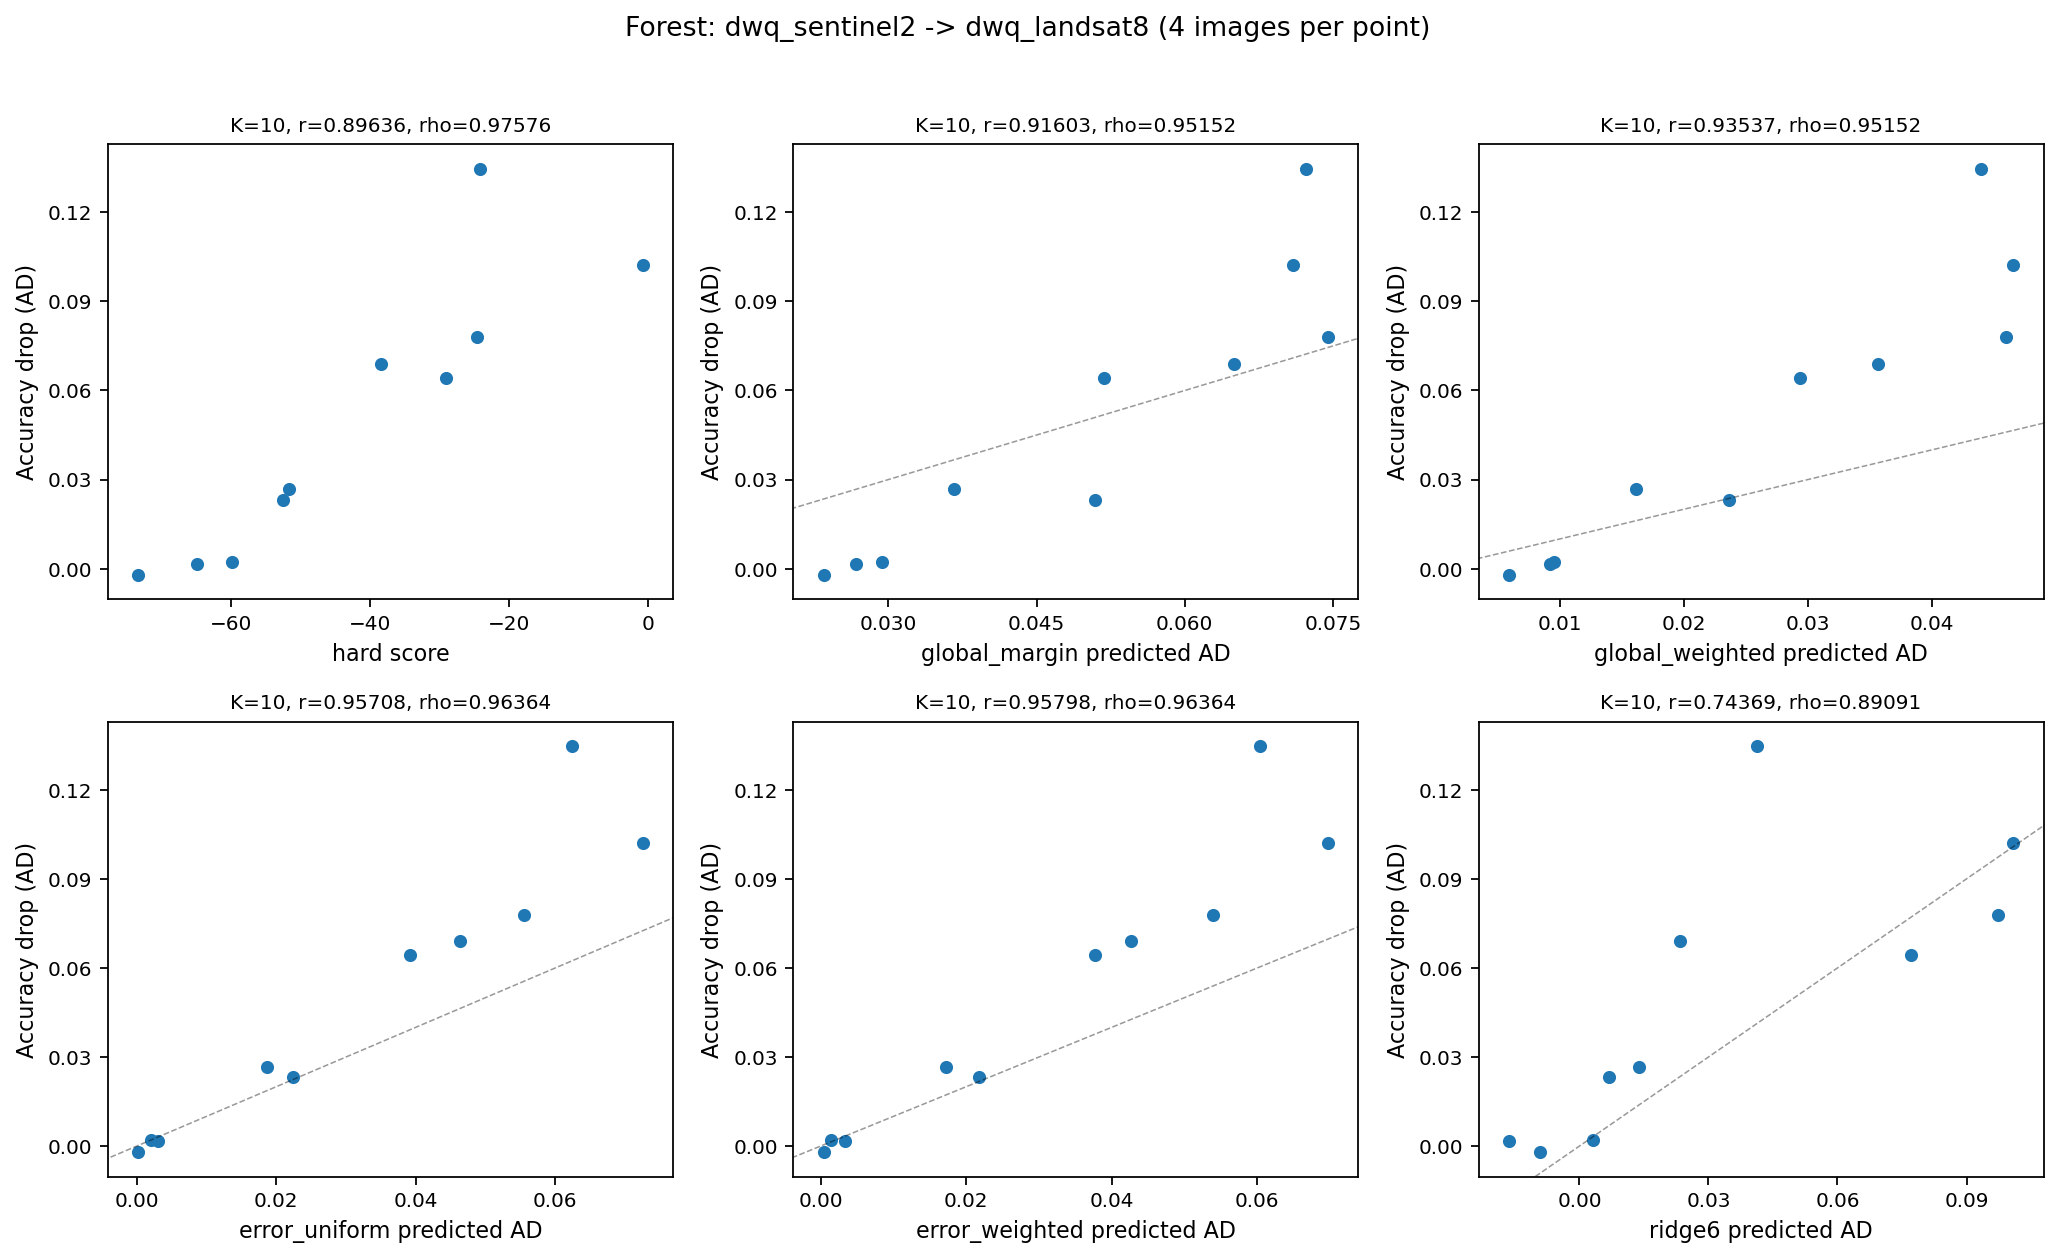 Forest: dwq_sentinel2 -> dwq_landsat8 (4 images per point)
K=10, r=0.89636, rho=0.97576
Accuracy drop (AD)
0.12
0.09
0.06
0.03
0.00
−60 −40 −20 0
hard score
K=10, r=0.91603, rho=0.95152
Accuracy drop (AD)
0.12
0.09
0.06
0.03
0.00
0.030 0.045 0.060 0.075
global_margin predicted AD
K=10, r=0.93537, rho=0.95152
Accuracy drop (AD)
0.12
0.09
0.06
0.03
0.00
0.01 0.02 0.03 0.04
global_weighted predicted AD
K=10, r=0.95708, rho=0.96364
Accuracy drop (AD)
0.12
0.09
0.06
0.03
0.00
0.00 0.02 0.04 0.06
error_uniform predicted AD
K=10, r=0.95798, rho=0.96364
Accuracy drop (AD)
0.12
0.09
0.06
0.03
0.00
0.00 0.02 0.04 0.06
error_weighted predicted AD
K=10, r=0.74369, rho=0.89091
Accuracy drop (AD)
0.12
0.09
0.06
0.03
0.00
0.00 0.03 0.06 0.09
ridge6 predicted AD